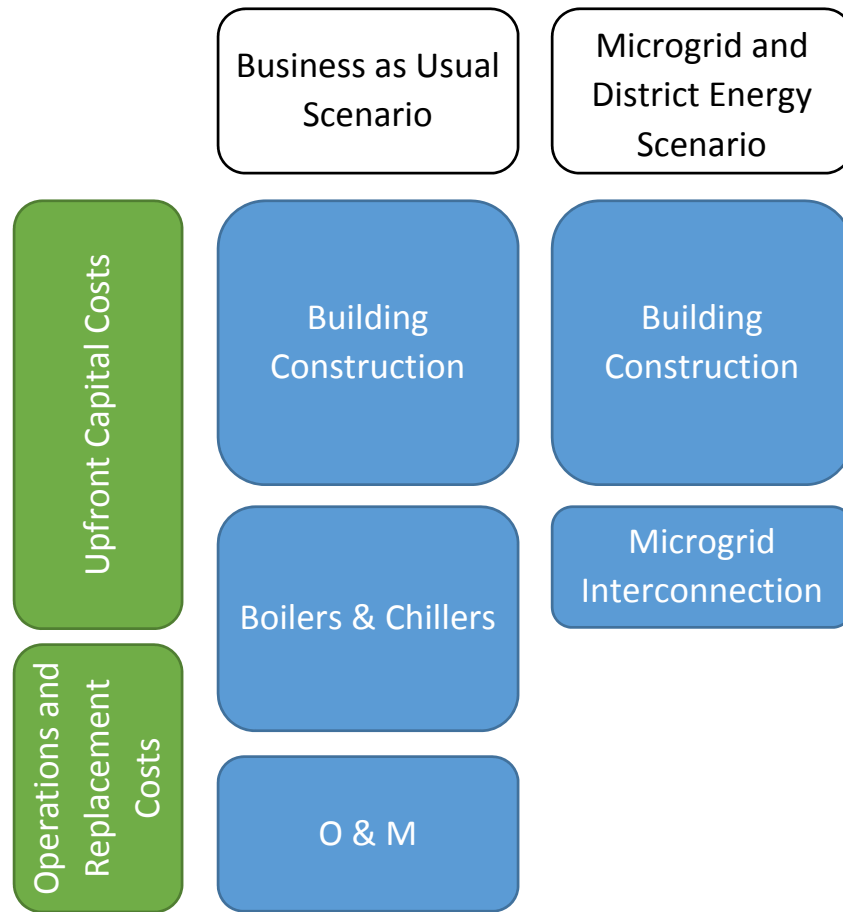 Business as Usual
Scenario
Microgrid and
District Energy
Scenario
Upfront Capital Costs
Building
Construction
Building
Construction
Boilers & Chillers
Microgrid
Interconnection
Operations and
Replacement
Costs
O & M